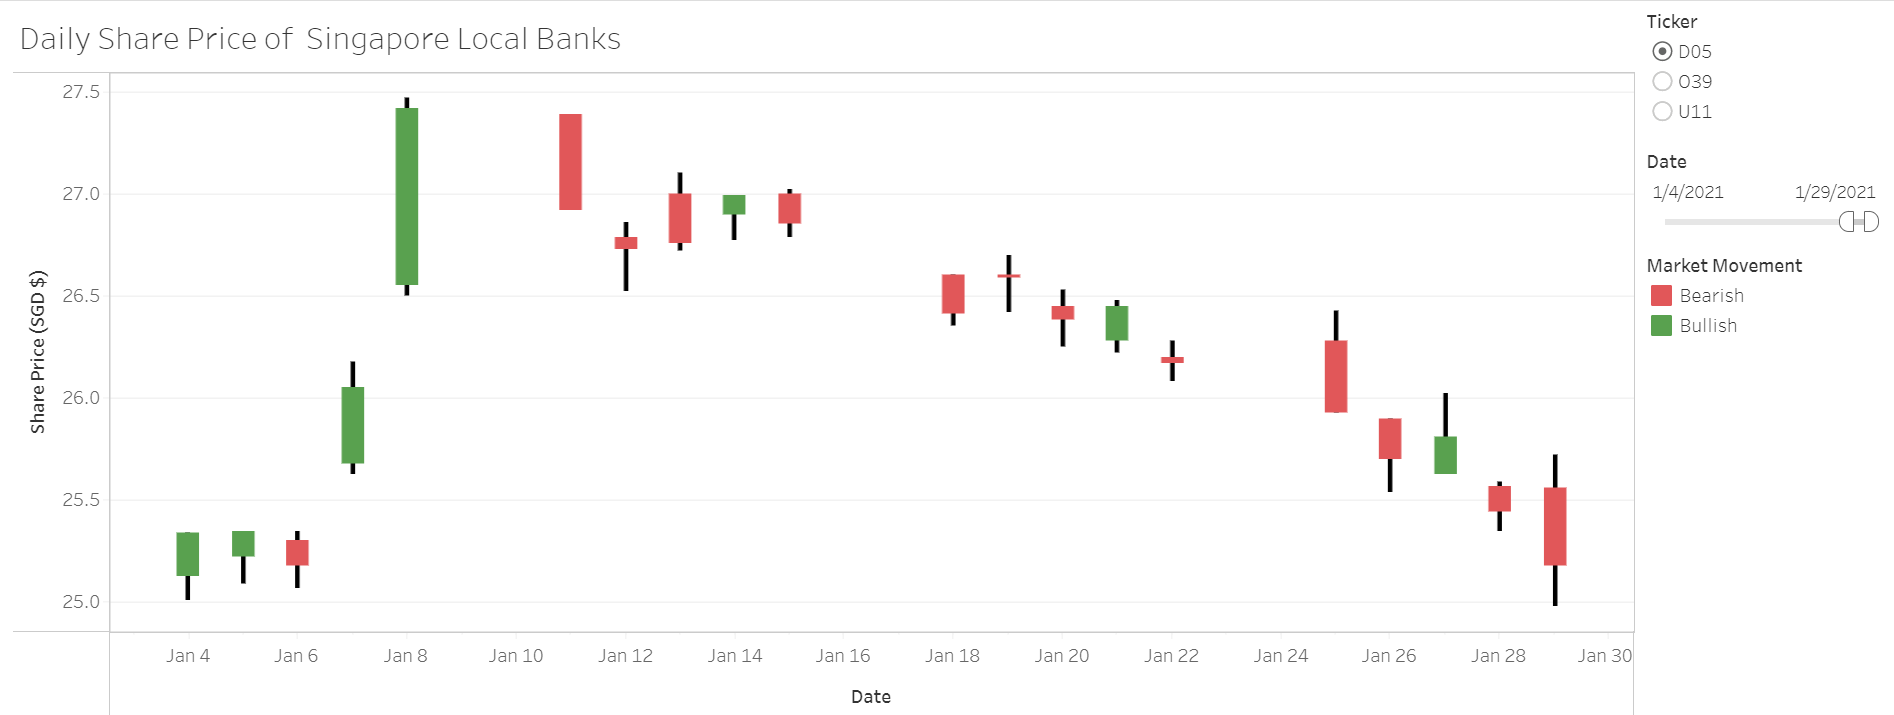 Daily Share Price of  Singapore Local Banks
27.5
27.0
26.5
26.0
25.5
25.0
Share Price (SGD $)
Jan 4 Jan 6 Jan 8 Jan 10 Jan 12 Jan 14 Jan 16 Jan 18 Jan 20 Jan 22 Jan 24 Jan 26 Jan 28 Jan 30
Date
Ticker
D05
O39
U11
Date
1/4/2021 1/29/2021
Market Movement
Bearish
Bullish